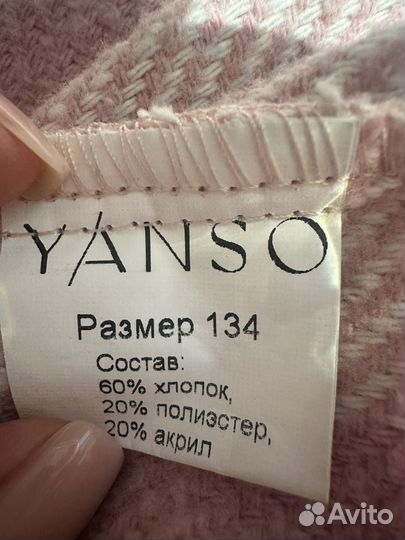 YANSO
Размер 134
Состав:
60% хлопок,
20% полиэстер,
20% акрил
Avito